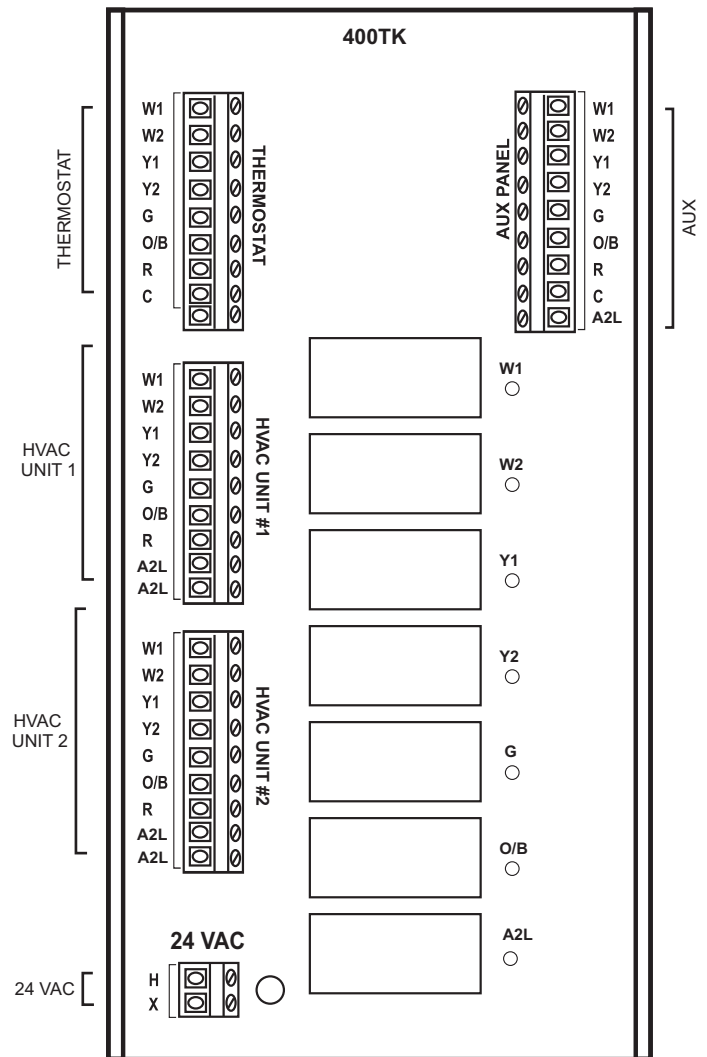 400TK
THERMOSTAT
W1
W2
Y1
Y2
G
O/B
R
C
THERMOSTAT
AUX PANEL
W1
W2
Y1
Y2
G
O/B
R
C
A2L
AUX
HVAC
UNIT 1
W1
W2
Y1
Y2
G
O/B
R
A2L
A2L
HVAC UNIT #1
HVAC
UNIT 2
W1
W2
Y1
Y2
G
O/B
R
A2L
A2L
HVAC UNIT #2
W1
W2
Y1
Y2
G
O/B
A2L
24 VAC
24 VAC
H
X